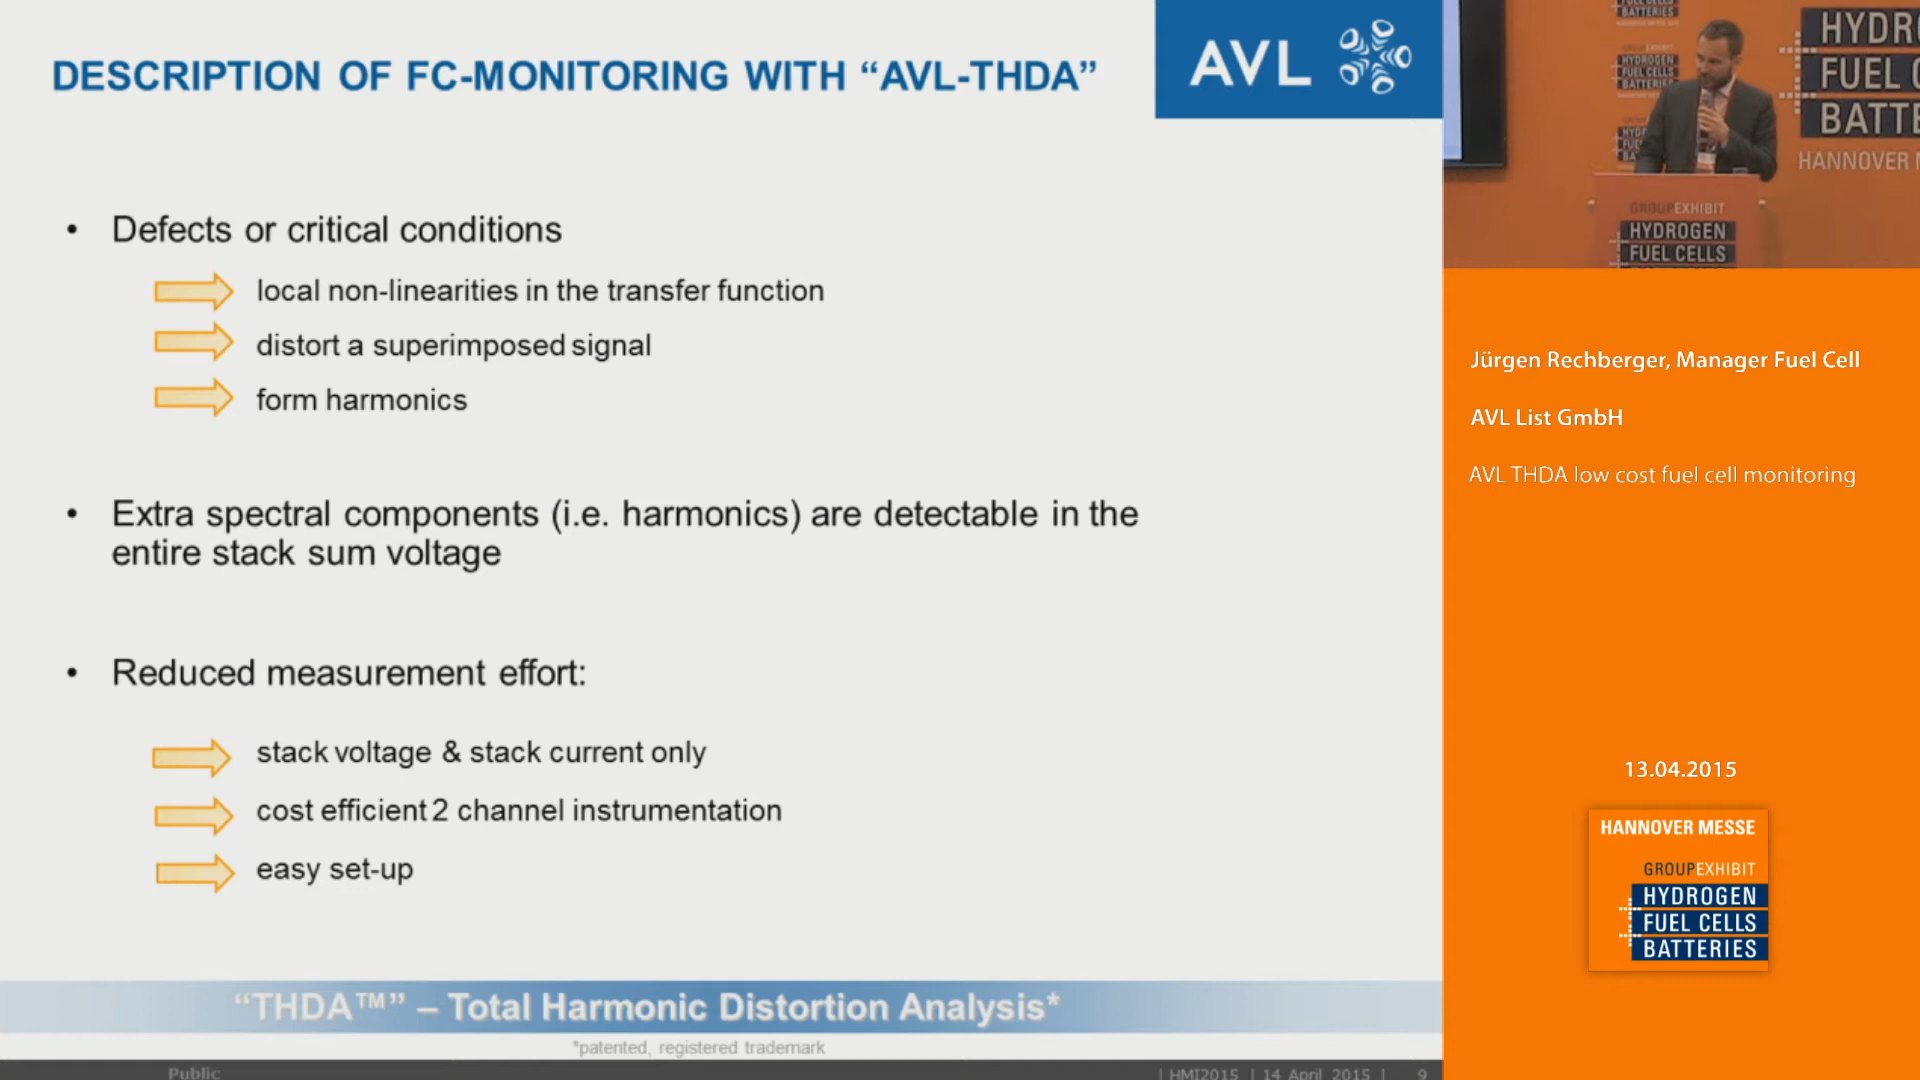 DESCRIPTION OF FC-MONITORING WITH “AVL-THDA”
AVL
• Defects or critical conditions
local non-linearities in the transfer function
distort a superimposed signal
form harmonics
• Extra spectral components (i.e. harmonics) are detectable in the
entire stack sum voltage
• Reduced measurement effort:
stack voltage & stack current only
cost efficient 2 channel instrumentation
easy set-up
“THDA™” – Total Harmonic Distortion Analysis*
*patented, registered trademark
Public
| HMI2015 | 14 April 2015 | 9
BATTERIES
HYDROGEN
FUEL CELLS
BATTERIES
HYDR
FUEL C
BATTE
HANNOVER
GROUPEXHIBIT
HYDROGEN
FUEL CELLS
Jürgen Rechberger, Manager Fuel Cell
AVL List GmbH
AVL THDA low cost fuel cell monitoring
13.04.2015
HANNOVER MESSE
GROUPEXHIBIT
HYDROGEN
FUEL CELLS
BATTERIES